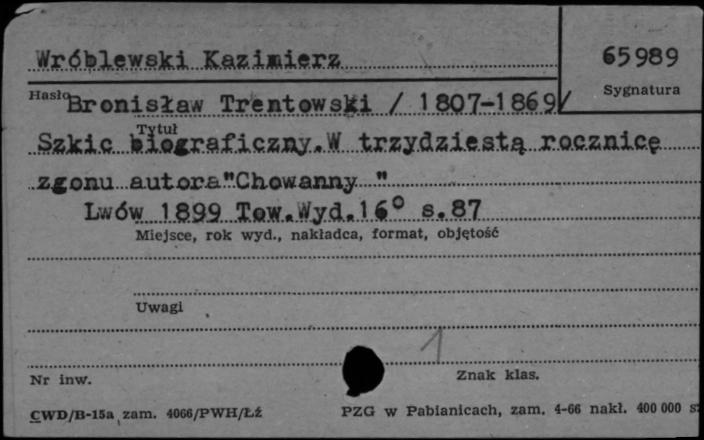 Wróblewski Kazimierz
65989
Hasło
Sygnatura
Bronisław Trentowski / 1807-1869/
Tytuł
Szkic biograficzny.W trzydziestą rocznicę
zgonu autora"Chowanny "
Lwów 1899 Tow.Wyd.16° s.87
Miejsce, rok wyd., nakładca, format, objętość
Uwagi
1
Nr inw.
Znak klas.
CWD/B-15a zam. 4066/PWH/Łź
PZG w Pabianicach, zam. 4-66 nakł. 400 000